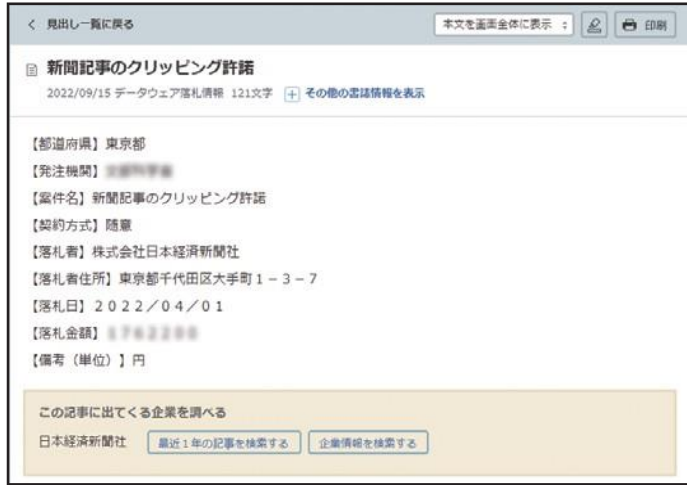 く 見出し一覧に戻る
本文を画面全体に表示
印刷
新聞記事のクリッピング許諾
2022/09/15 データウェア落札情報 121文字 + その他の書誌情報を表示
【都道府県】東京都
【発注機関】
【案件名】新聞記事のクリッピング許諾
【契約方式】随意
【落札者】株式会社日本経済新聞社
【落札者住所】東京都千代田区大手町1-3-7
【落札日】2022/04/01
【落札金額】
【備考(単位)】円
この記事に出てくる企業を調べる
日本経済新聞社 最近1年の記事を検索する 企業情報を検索する